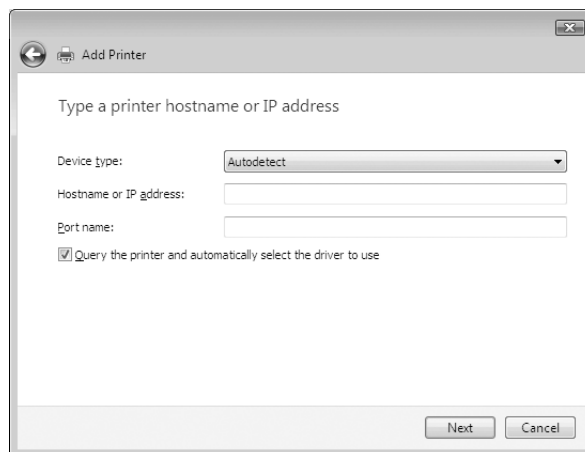 Add Printer
Type a printer hostname or IP address
Device type: Autodetect
Hostname or IP address:
Port name:
Query the printer and automatically select the driver to use
Next Cancel